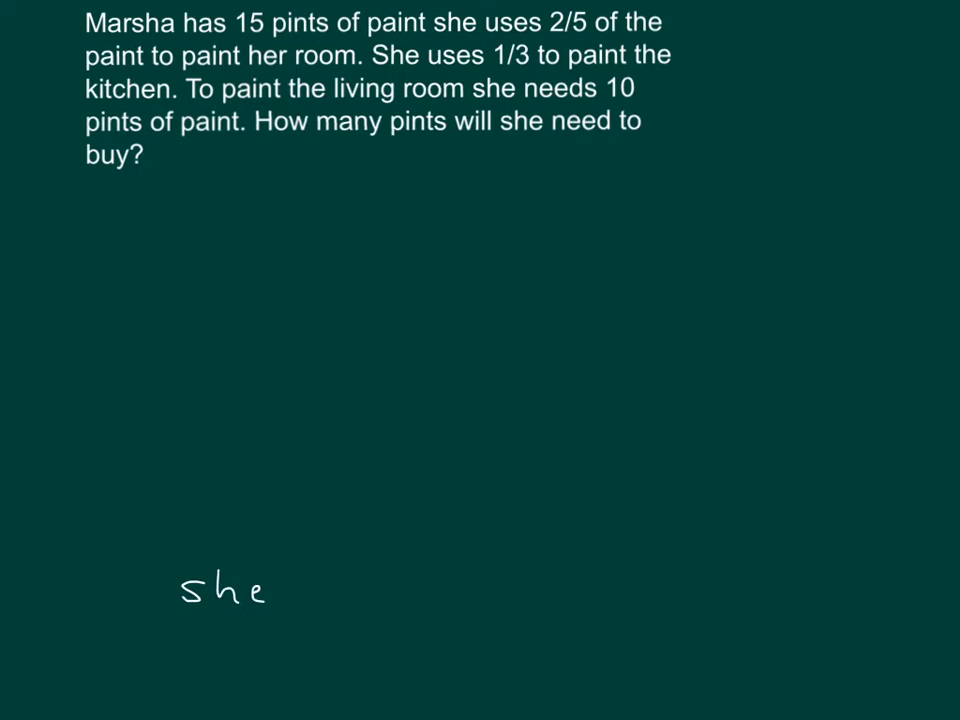 Marsha has 15 pints of paint she uses 2/5 of the
paint to paint her room. She uses 1/3 to paint the
kitchen. To paint the living room she needs 10
pints of paint. How many pints will she need to
buy?
she